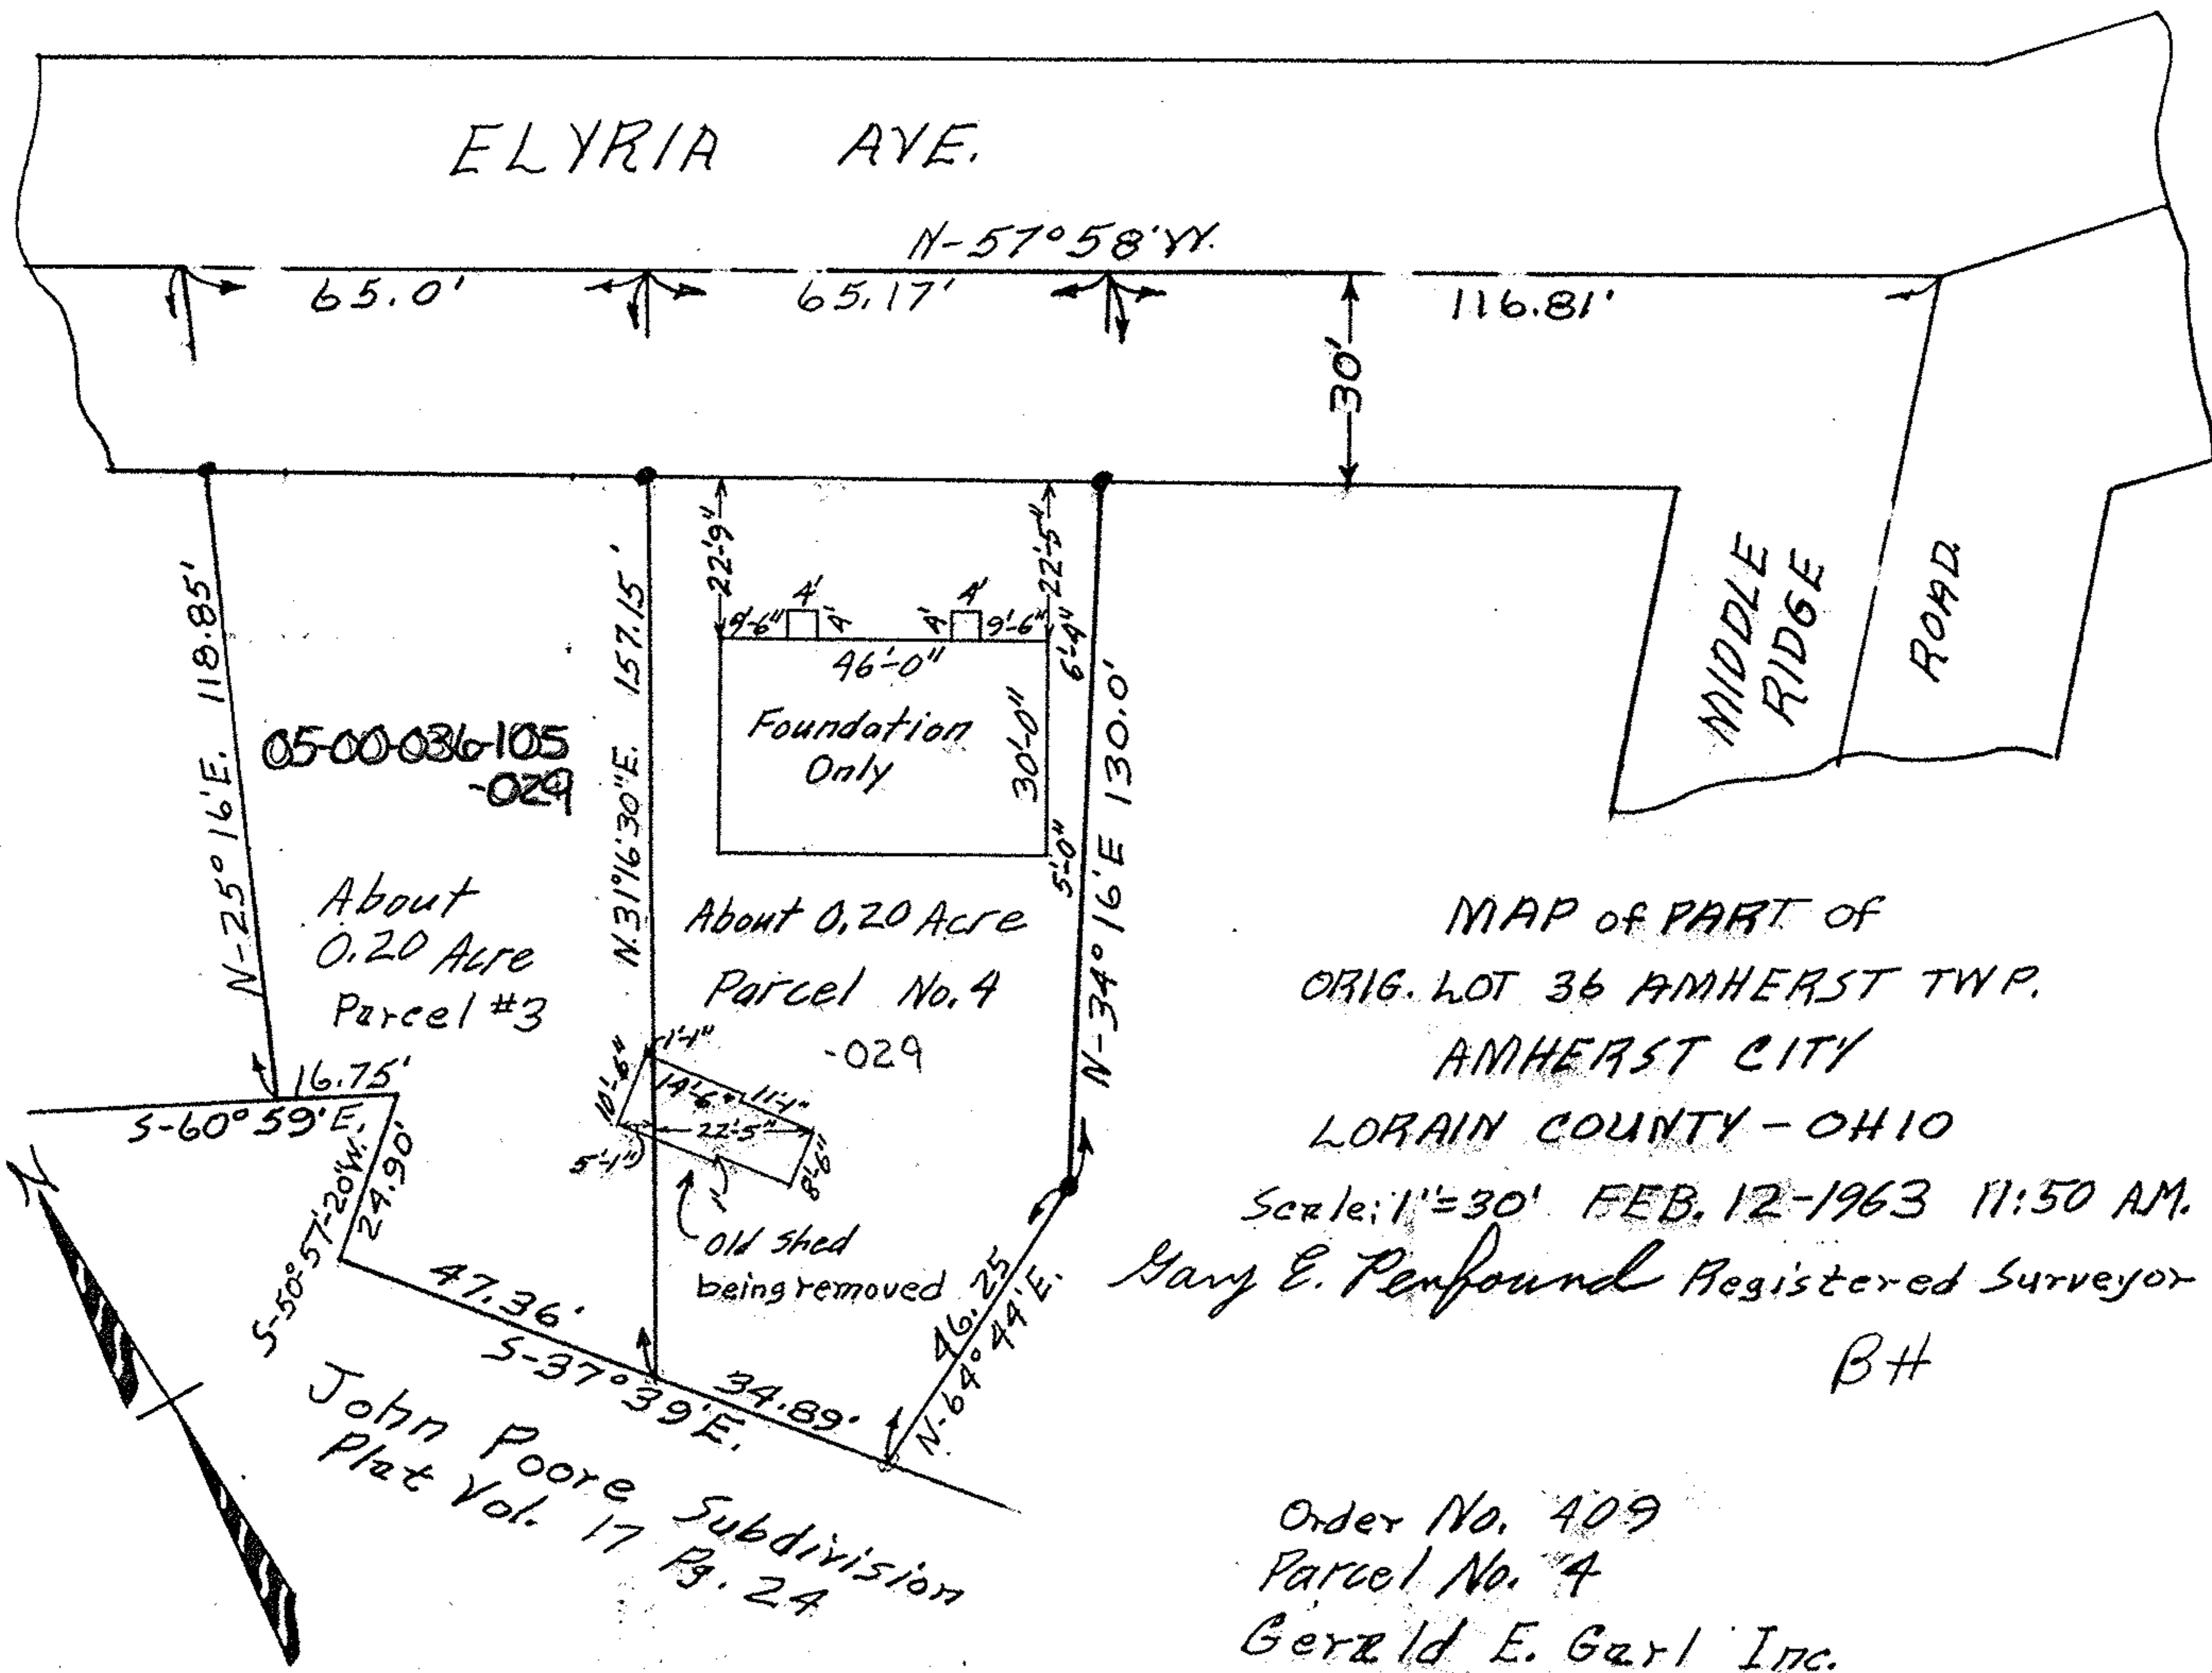 ELYRIA AVE.
N-57°58'W.
65.0'
65.17'
116.81'
30'
22'-9"
22'-5"
4'
4'
9'-6"
4'
4'
9'-6"
6'-4"
46'-0"
Foundation
Only
30'-0"
5'-0"
N-25°16'E. 118.85'
N.31°16'30"E. 157.15'
N-34°16'E 130.0'
MIDDLE
RIDGE
ROAD
05-00-036-105
-029
About
0.20 Acre
Parcel #3
About 0.20 Acre
Parcel No. 4
-029
16.75'
S-60°59'E.
S-50°-57'-20"W.
24.90'
1'-1"
10'-6"
14'-6"
11'-1"
22'-5"
5'-1"
1'
8'-6"
Old shed
being removed
47.36'
S-37°39'E.
34.89'
46.25
N-64°44'E.
N
John Poore Subdivision
Plat Vol. 17 Pg. 24
MAP of PART of
ORIG. LOT 36 AMHERST TWP.
AMHERST CITY
LORAIN COUNTY - OHIO
Scale: 1"=30' FEB. 12-1963 11:50 AM.
Gary E. Penfound Registered Surveyor
BH
Order No. 409
Parcel No. 4
Gerald E. Garl Inc.